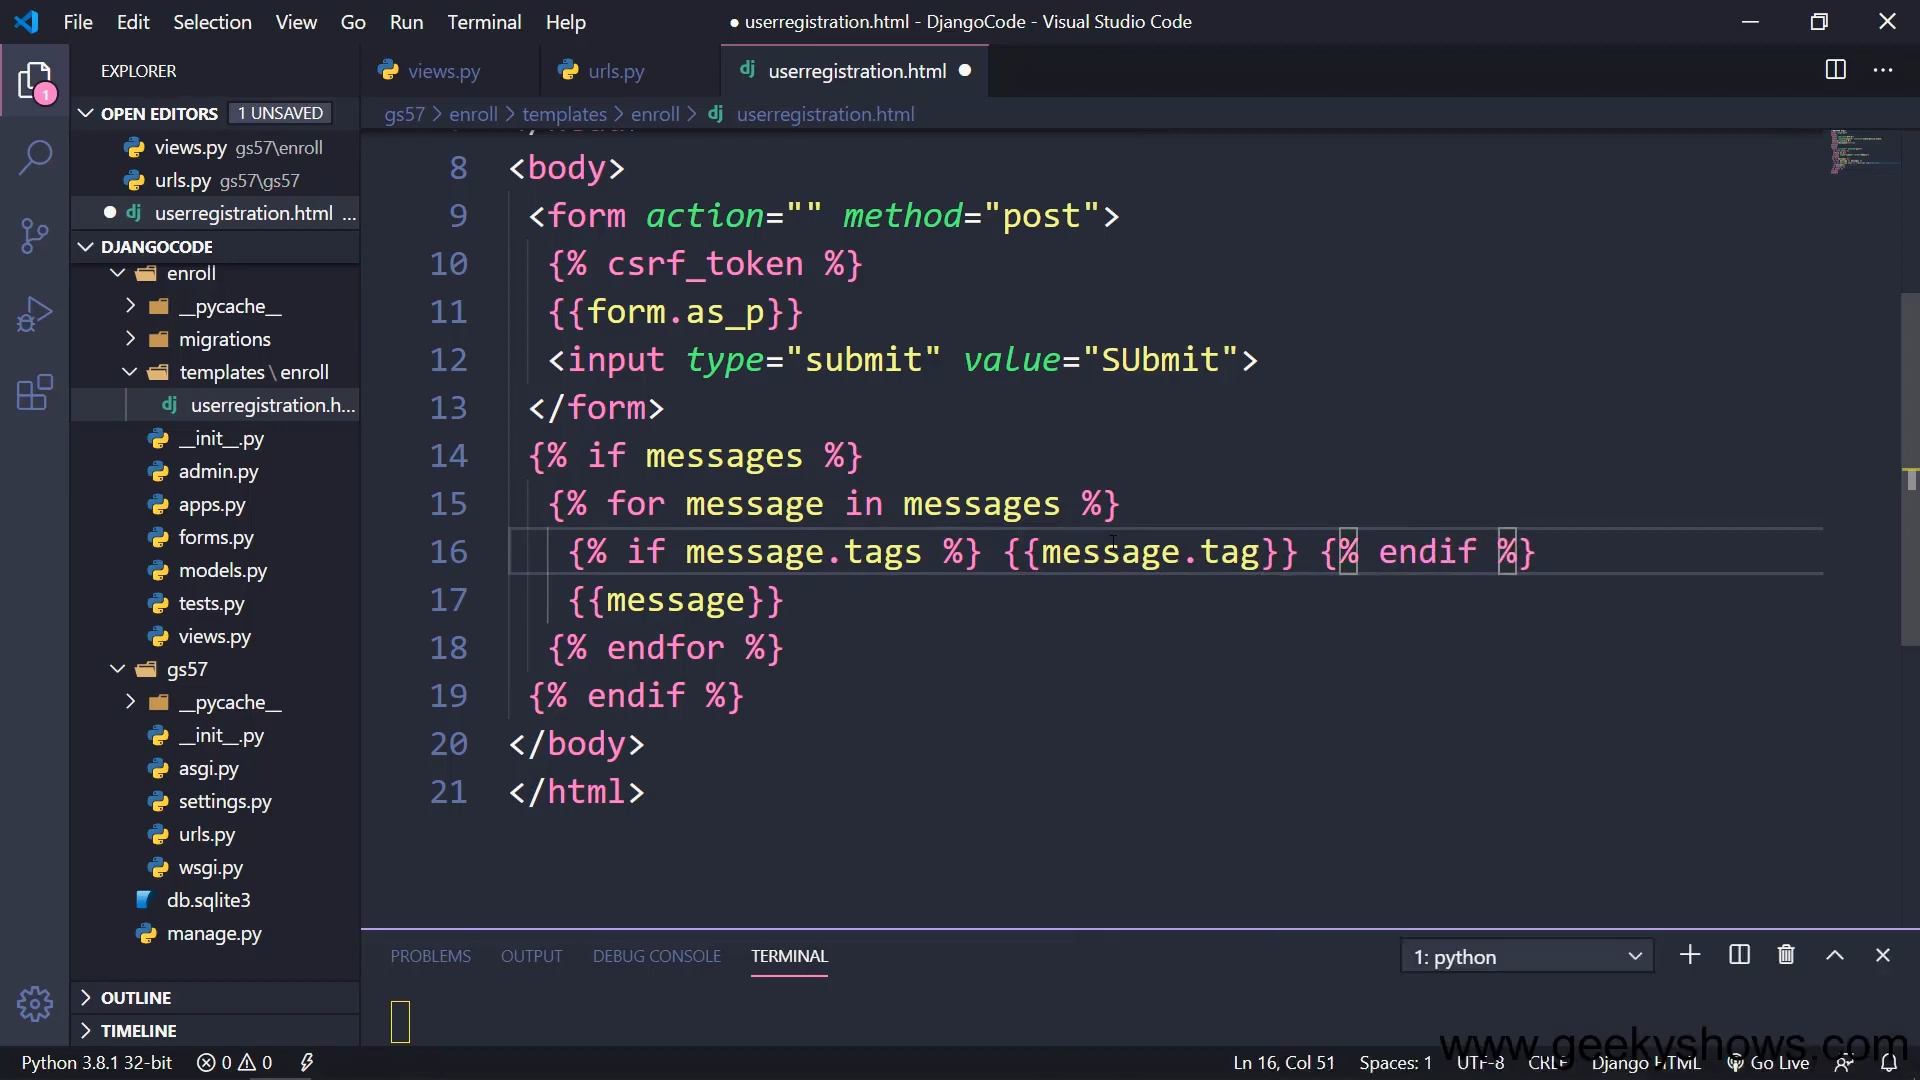 File Edit Selection View Go Run Terminal Help
● userregistration.html - DjangoCode - Visual Studio Code
EXPLORER
views.py
urls.py
dj userregistration.html
1
OPEN EDITORS 1 UNSAVED
gs57 > enroll > templates > enroll > dj userregistration.html
views.py gs57\enroll
urls.py gs57\gs57
dj userregistration.html ...
DJANGOCODE
enroll
__pycache__
migrations
templates \ enroll
dj userregistration.h...
__init__.py
admin.py
apps.py
forms.py
models.py
tests.py
views.py
gs57
__pycache__
__init__.py
asgi.py
settings.py
urls.py
wsgi.py
db.sqlite3
manage.py
OUTLINE
TIMELINE
8 <body>
9 <form action="" method="post">
10 {% csrf_token %}
11 {{form.as_p}}
12 <input type="submit" value="SUbmit">
13 </form>
14 {% if messages %}
15 {% for message in messages %}
16 {% if message.tags %} {{message.tag}} {% endif %}
17 {{message}}
18 {% endfor %}
19 {% endif %}
20 </body>
21 </html>
PROBLEMS OUTPUT DEBUG CONSOLE TERMINAL
1: python
www.geekyshows.com
Python 3.8.1 32-bit 0 0
Ln 16, Col 51 Spaces: 1 UTF-8 CRLF Django HTML Go Live